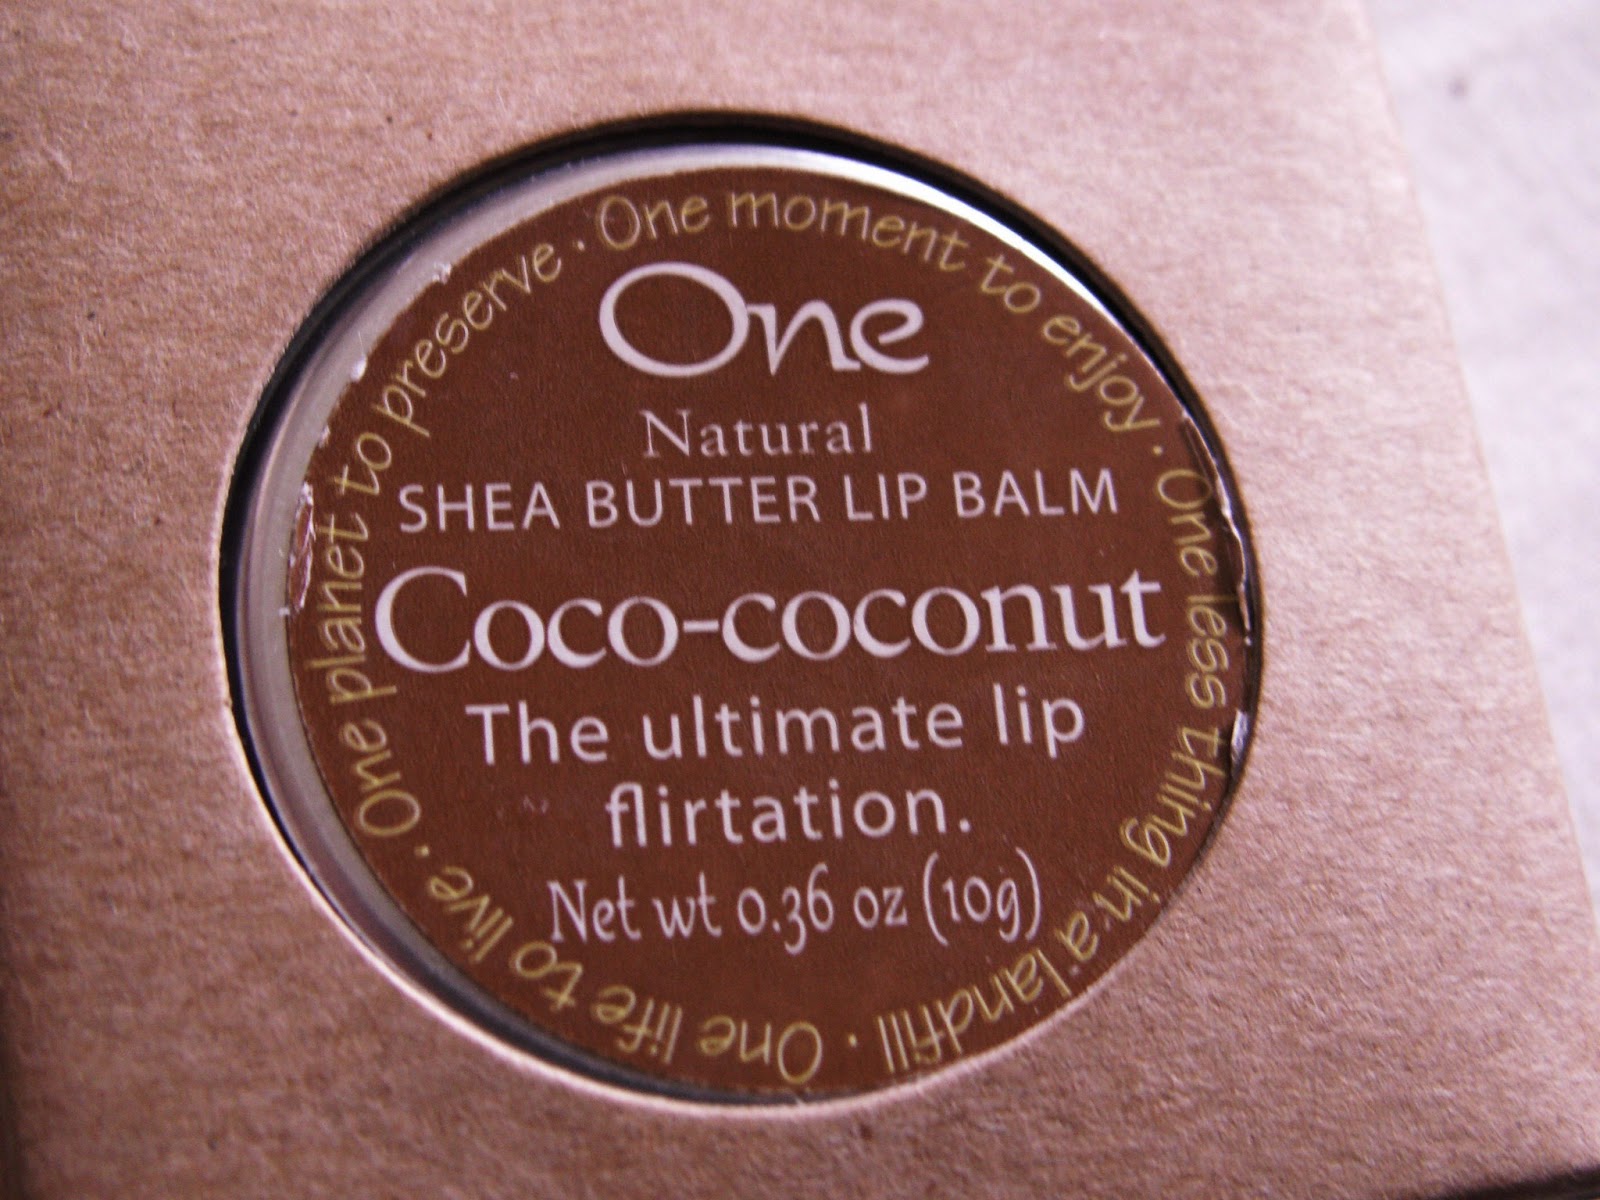 One
Natural
SHEA BUTTER LIP BALM
Coco-coconut
The ultimate lip
flirtation.
Net wt 0.36 oz (10g)
One moment to enjoy · One less thing in a landfill · One life to live · One planet to preserve ·